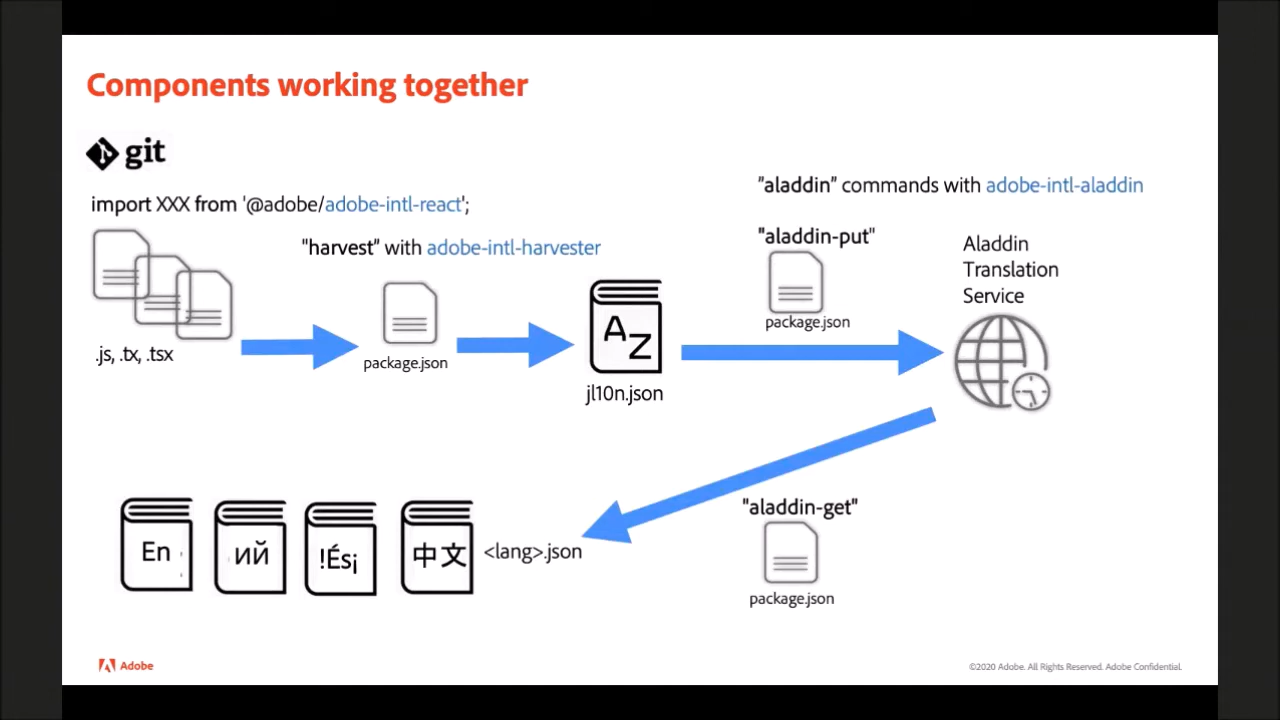 Components working together
git
import XXX from '@adobe/adobe-intl-react';
"harvest" with adobe-intl-harvester
"aladdin" commands with adobe-intl-aladdin
"aladdin-put"
package.json
Aladdin
Translation
Service
.js, .tx, .tsx
package.json
A
Z
jl10n.json
"aladdin-get"
package.json
En
ий
!És¡
中文
<lang>.json
Adobe
©2020 Adobe. All Rights Reserved. Adobe Confidential.